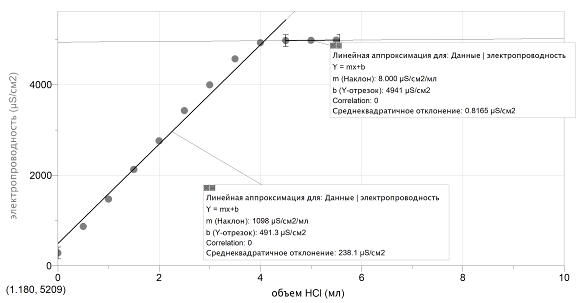 электропроводность (µS/см2)
4000
2000
0
0
2
4
6
8
10
объем HCl (мл)
(1.180, 5209)
Линейная аппроксимация для: Данные | электропроводность
Y = mx+b
m (Наклон): 8.000 µS/см2/мл
b (Y-отрезок): 4941 µS/см2
Correlation: 0
Среднеквадратичное отклонение: 0.8165 µS/см2
Линейная аппроксимация для: Данные | электропроводность
Y = mx+b
m (Наклон): 1098 µS/см2/мл
b (Y-отрезок): 491.3 µS/см2
Correlation: 0
Среднеквадратичное отклонение: 238.1 µS/см2